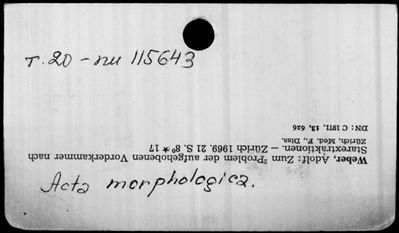 т. 20 - nu 115643
Weber, Adolf: Zum Problem der aufgehobenen Vorderkammer nach
Starextraktionen. – Zürich 1969. 21 S. 8° ★ 17
Zürich, Med. F., Diss.
DN: C 1971, 13, 626
Acta morphologica.